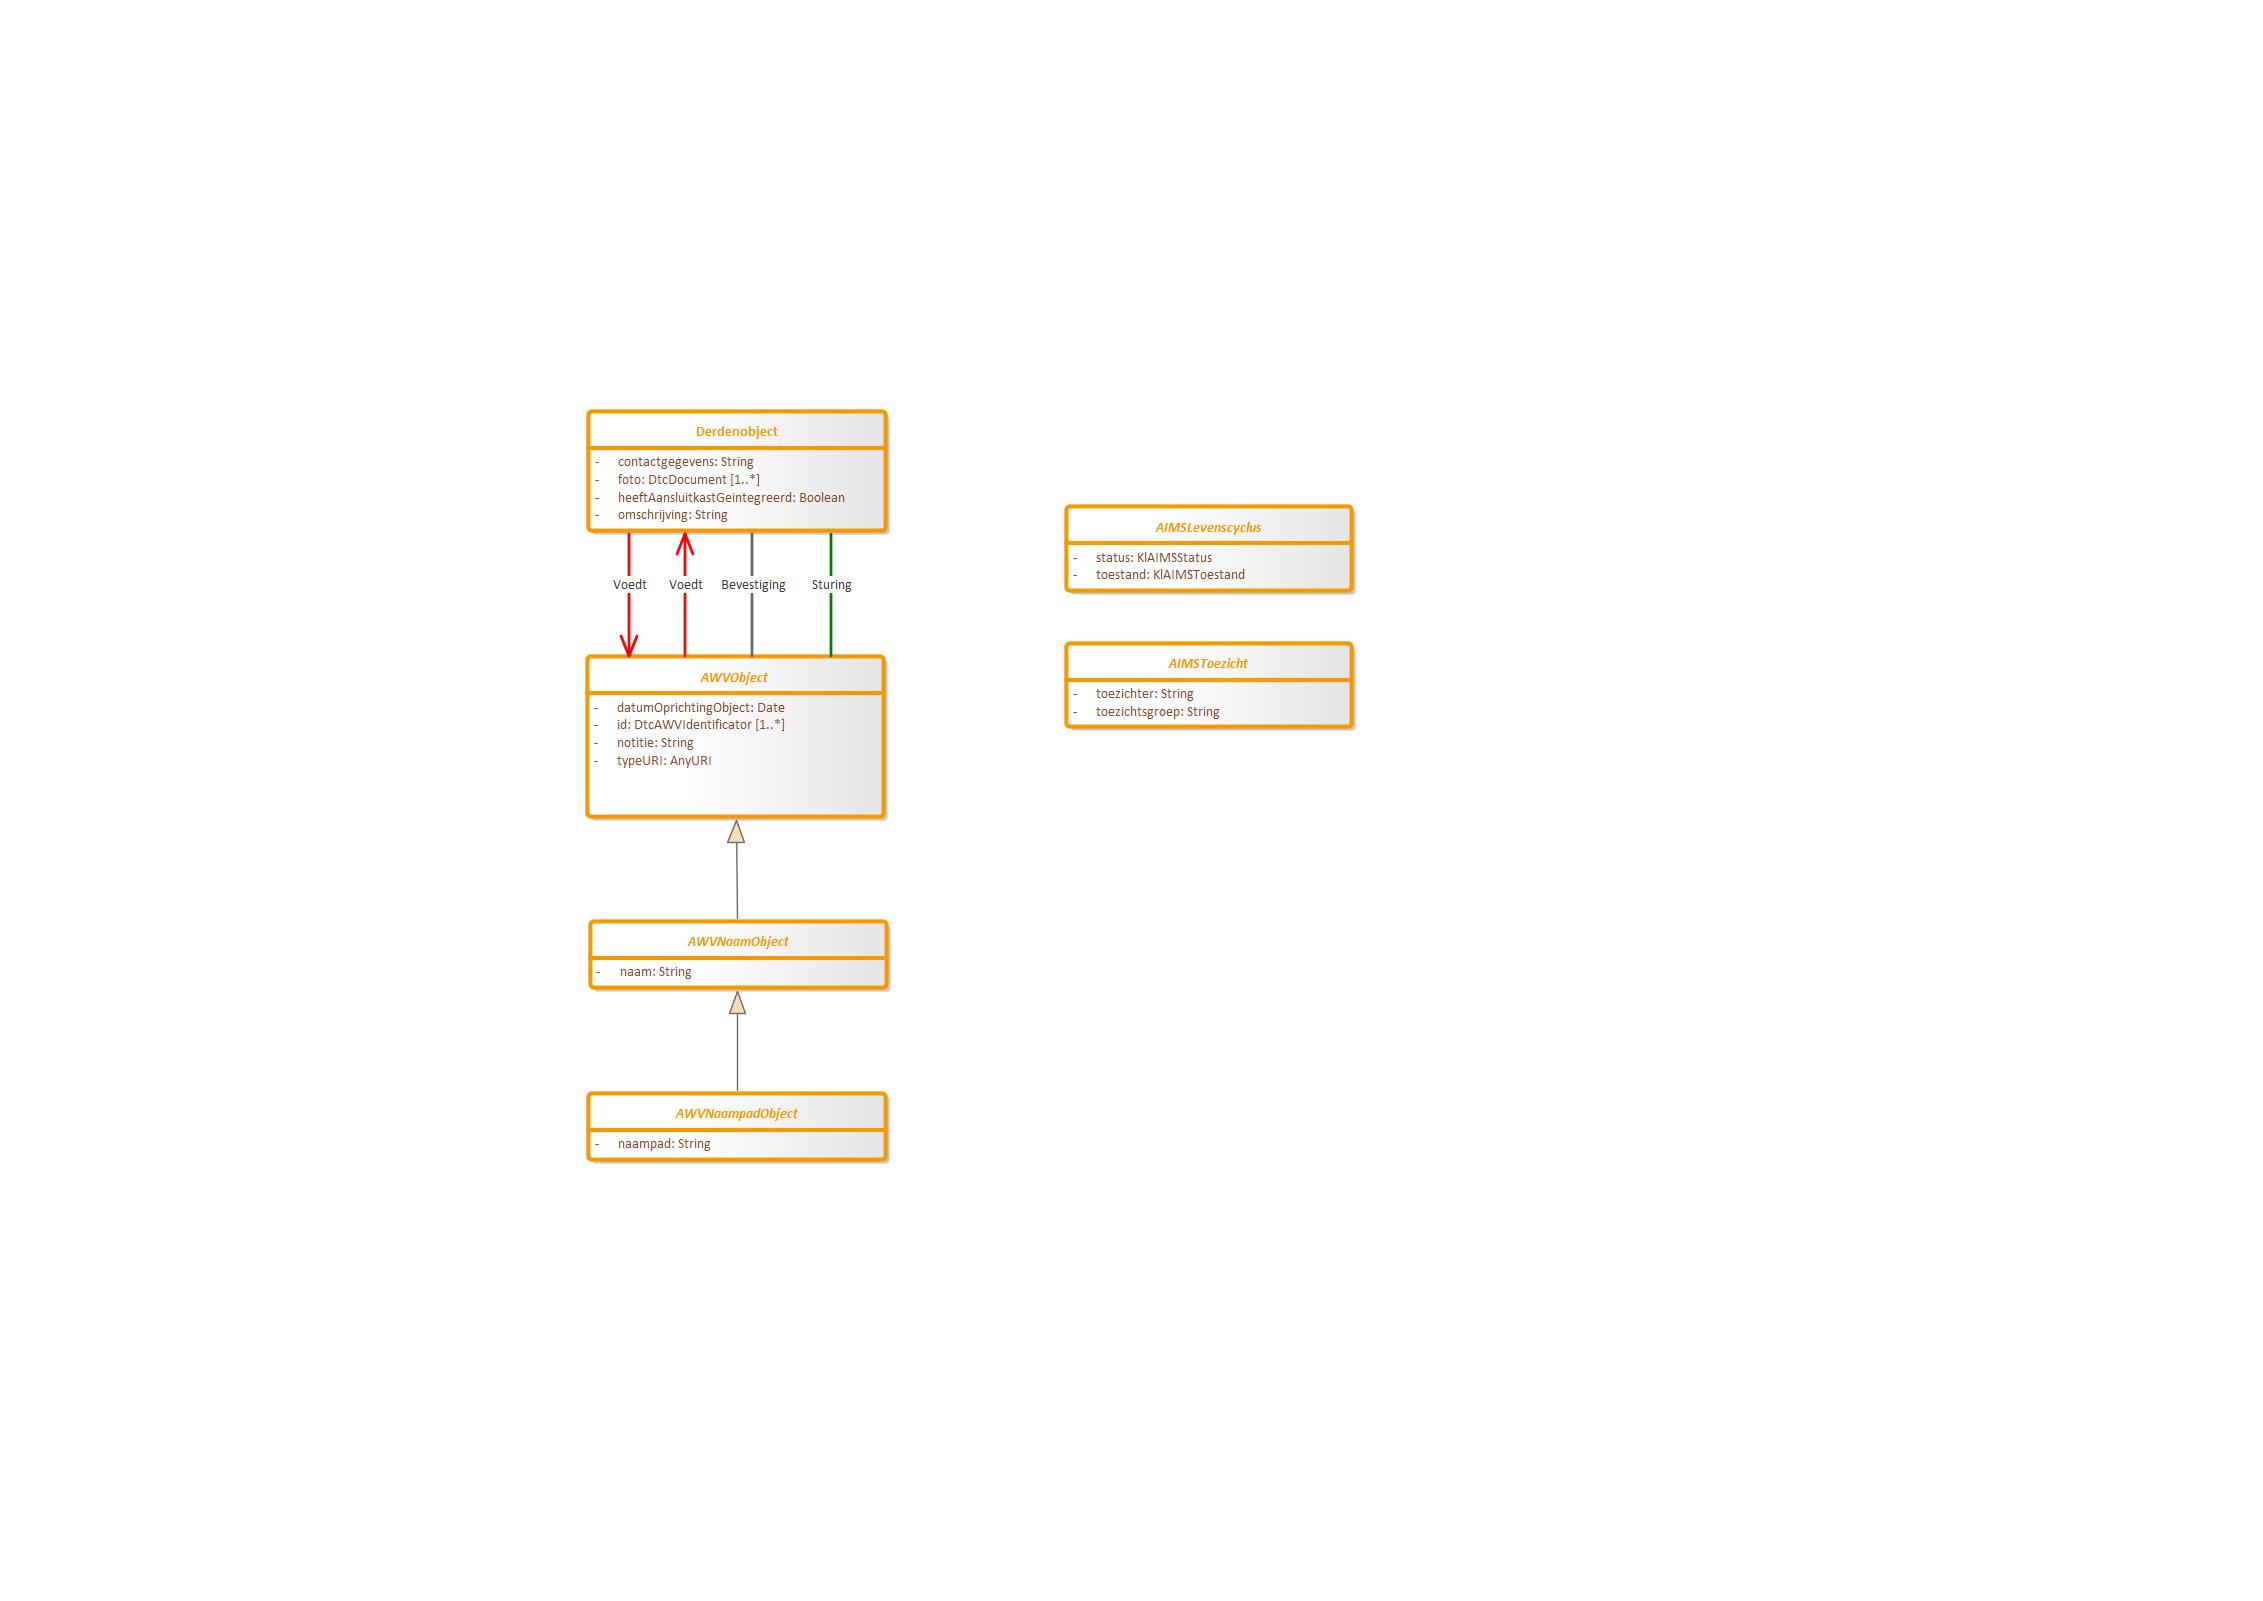 Derdenobject
- contactgegevens: String
- foto: DtcDocument [1..*]
- heeftAansluitkastGeintegreerd: Boolean
- omschrijving: String
Voedt Voedt Bevestiging Sturing
AWVObject
- datumOprichtingObject: Date
- id: DtcAWVIdentificator [1..*]
- notitie: String
- typeURI: AnyURI
AWVNaamObject
- naam: String
AWVNaampadObject
- naampad: String
AIMSLevenscyclus
- status: KlAIMSStatus
- toestand: KlAIMSToestand
AIMSToezicht
- toezichter: String
- toezichtsgroep: String